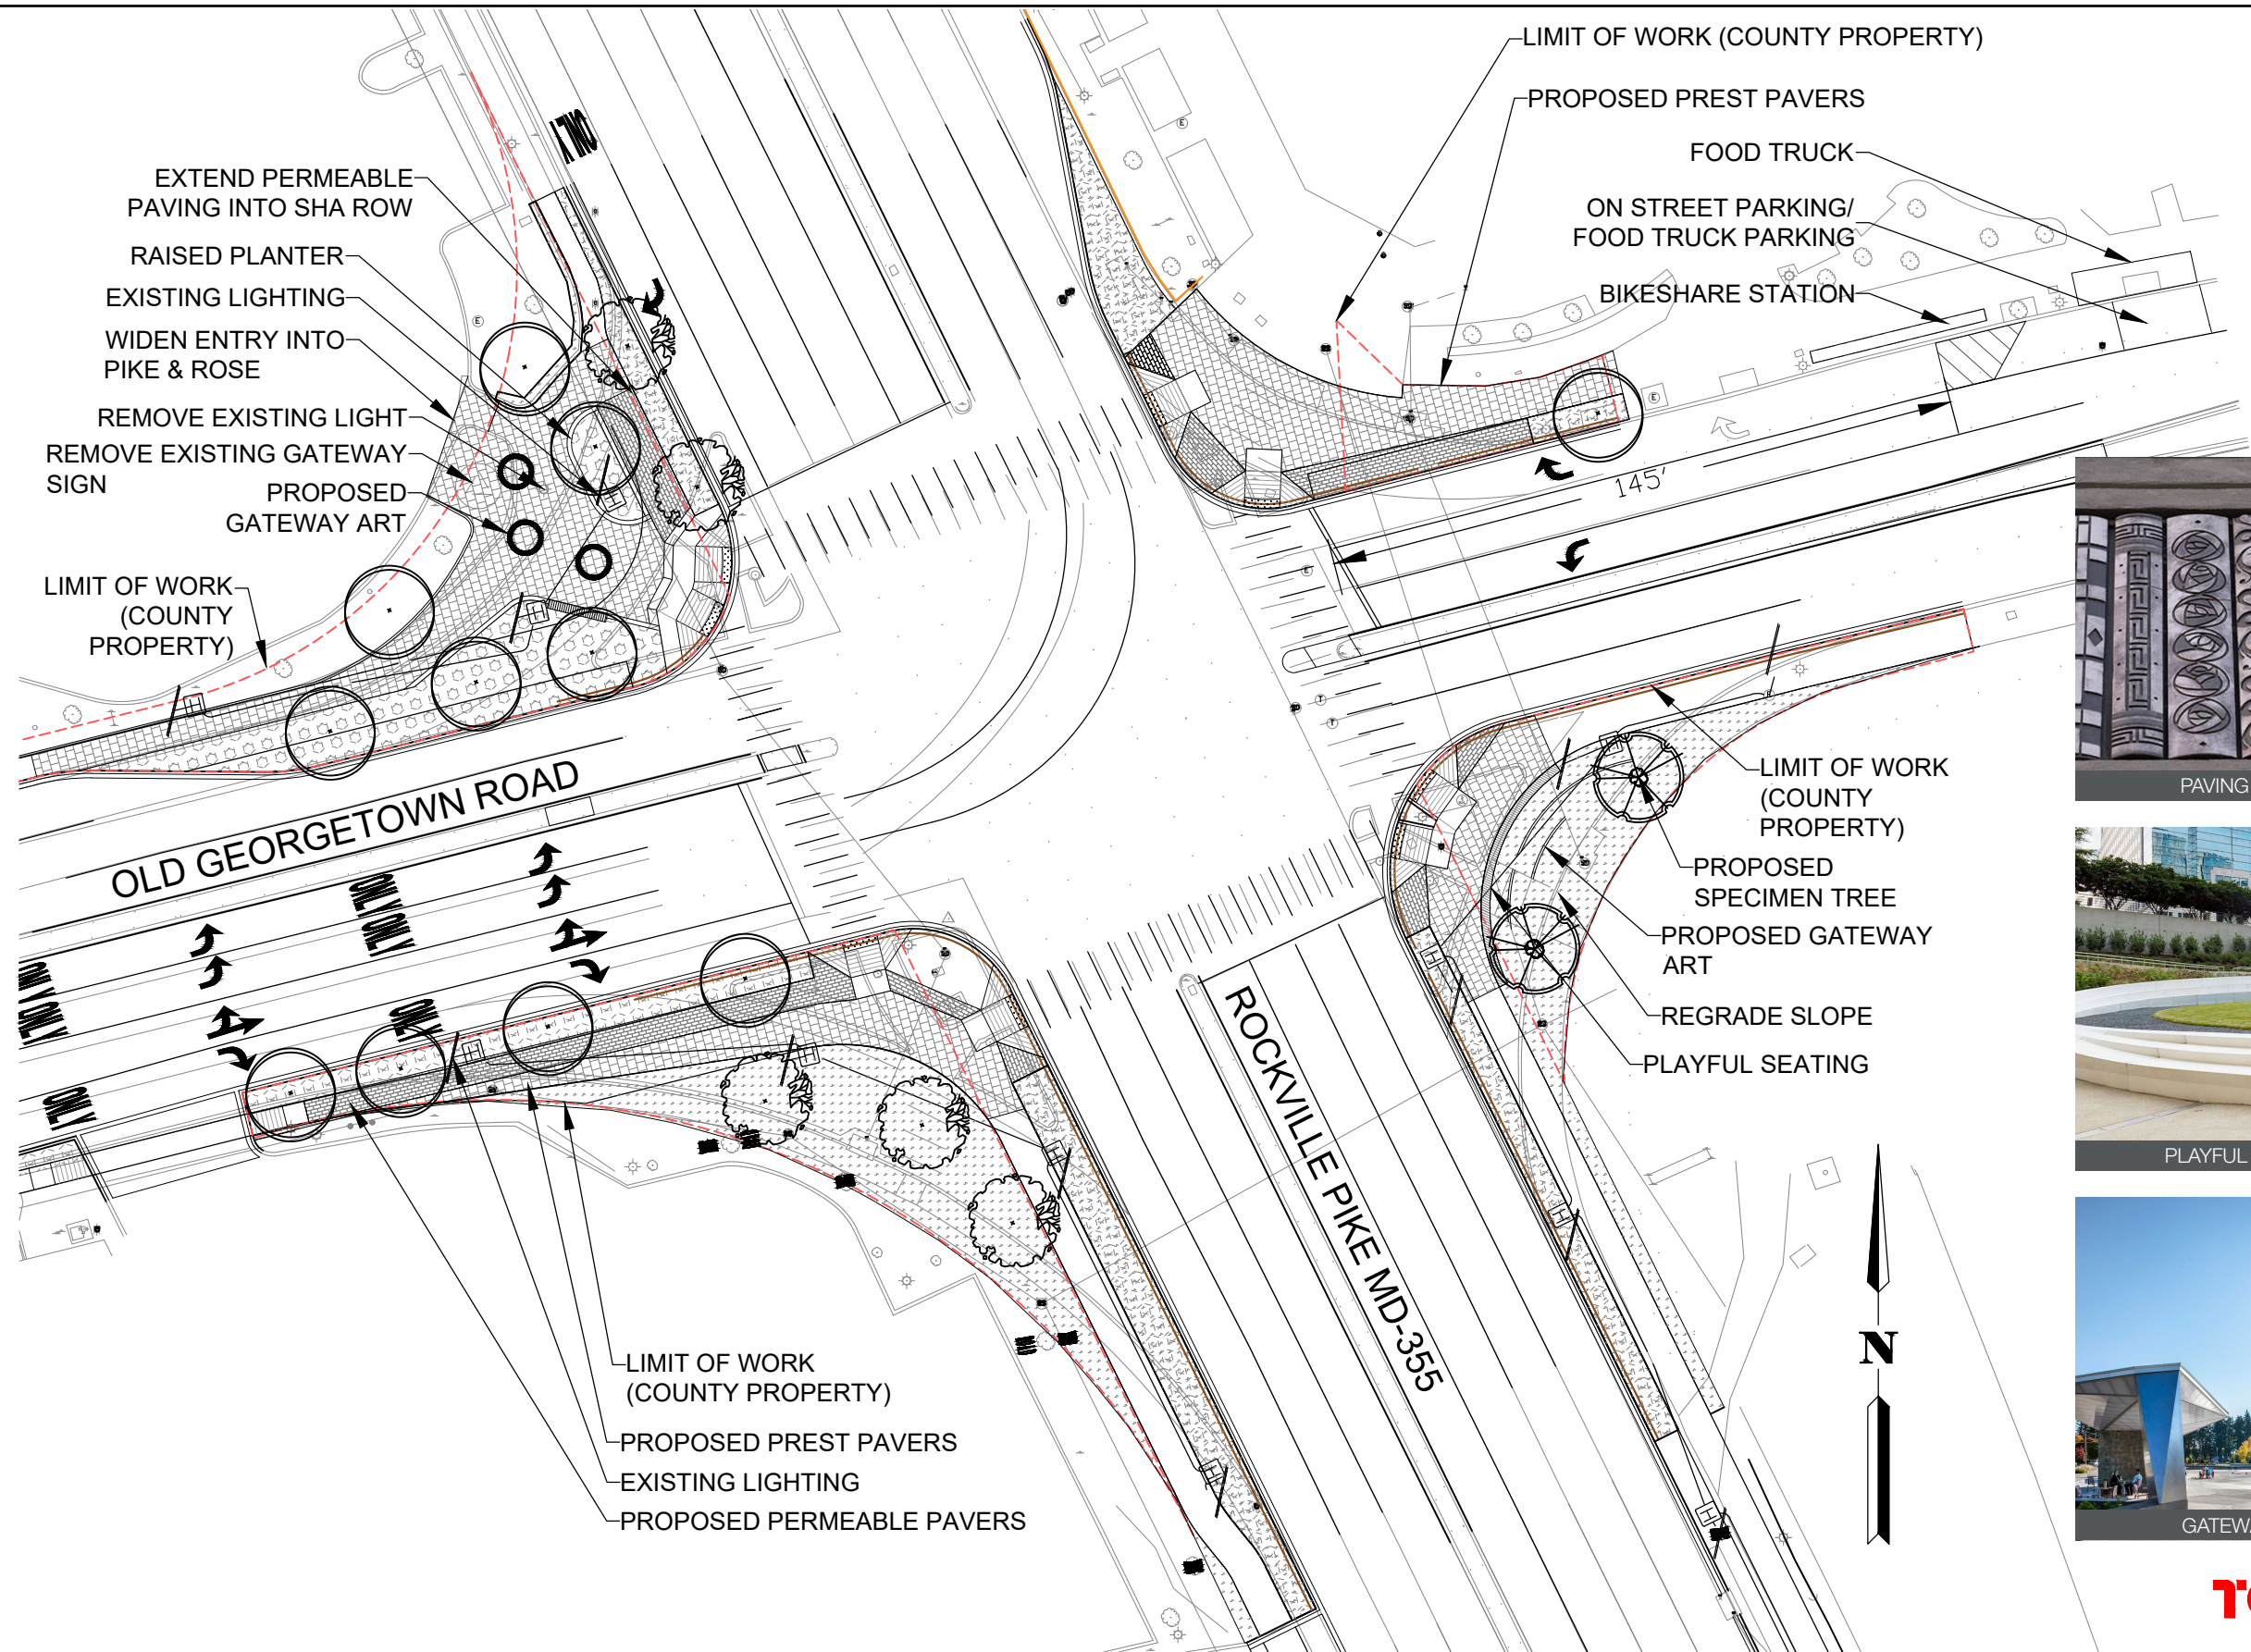 LIMIT OF WORK (COUNTY PROPERTY)
PROPOSED PREST PAVERS
FOOD TRUCK
ON STREET PARKING/
FOOD TRUCK PARKING
BIKESHARE STATION
EXTEND PERMEABLE
PAVING INTO SHA ROW
RAISED PLANTER
EXISTING LIGHTING
WIDEN ENTRY INTO
PIKE & ROSE
REMOVE EXISTING LIGHT
REMOVE EXISTING GATEWAY
SIGN
PROPOSED
GATEWAY ART
LIMIT OF WORK
(COUNTY
PROPERTY)
ONLY
145'
OLD GEORGETOWN ROAD
ONLY ONLY
ONLY ONLY
ONLY
ONLY
LIMIT OF WORK
(COUNTY
PROPERTY)
PROPOSED
SPECIMEN TREE
PROPOSED GATEWAY
ART
REGRADE SLOPE
PLAYFUL SEATING
ROCKVILLE PIKE MD-355
LIMIT OF WORK
(COUNTY PROPERTY)
PROPOSED PREST PAVERS
EXISTING LIGHTING
PROPOSED PERMEABLE PAVERS
N
PAVING
PLAYFUL